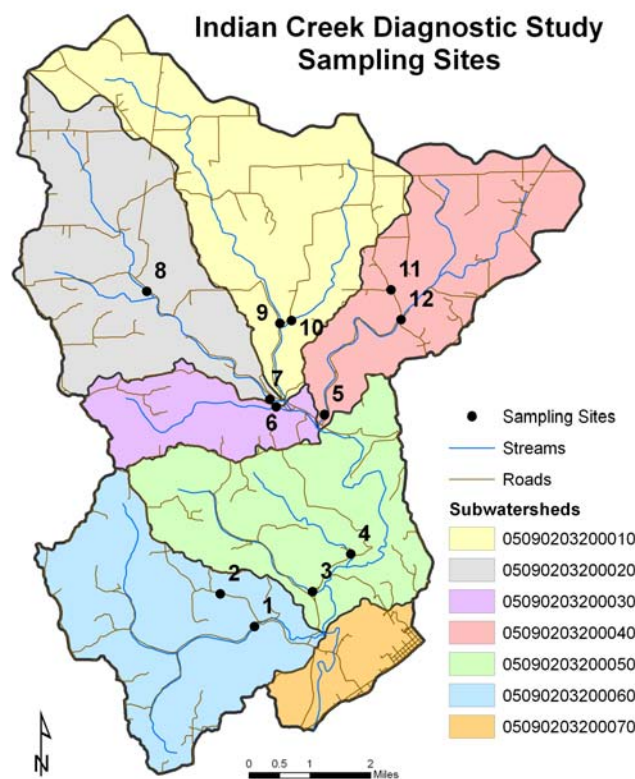 Indian Creek Diagnostic Study
Sampling Sites
8
11
9
10
12
7
5
6
4
2
3
1
Sampling Sites
Streams
Roads
Subwatersheds
05090203200010
05090203200020
05090203200030
05090203200040
05090203200050
05090203200060
05090203200070
N
0 0.5 1 2
Miles